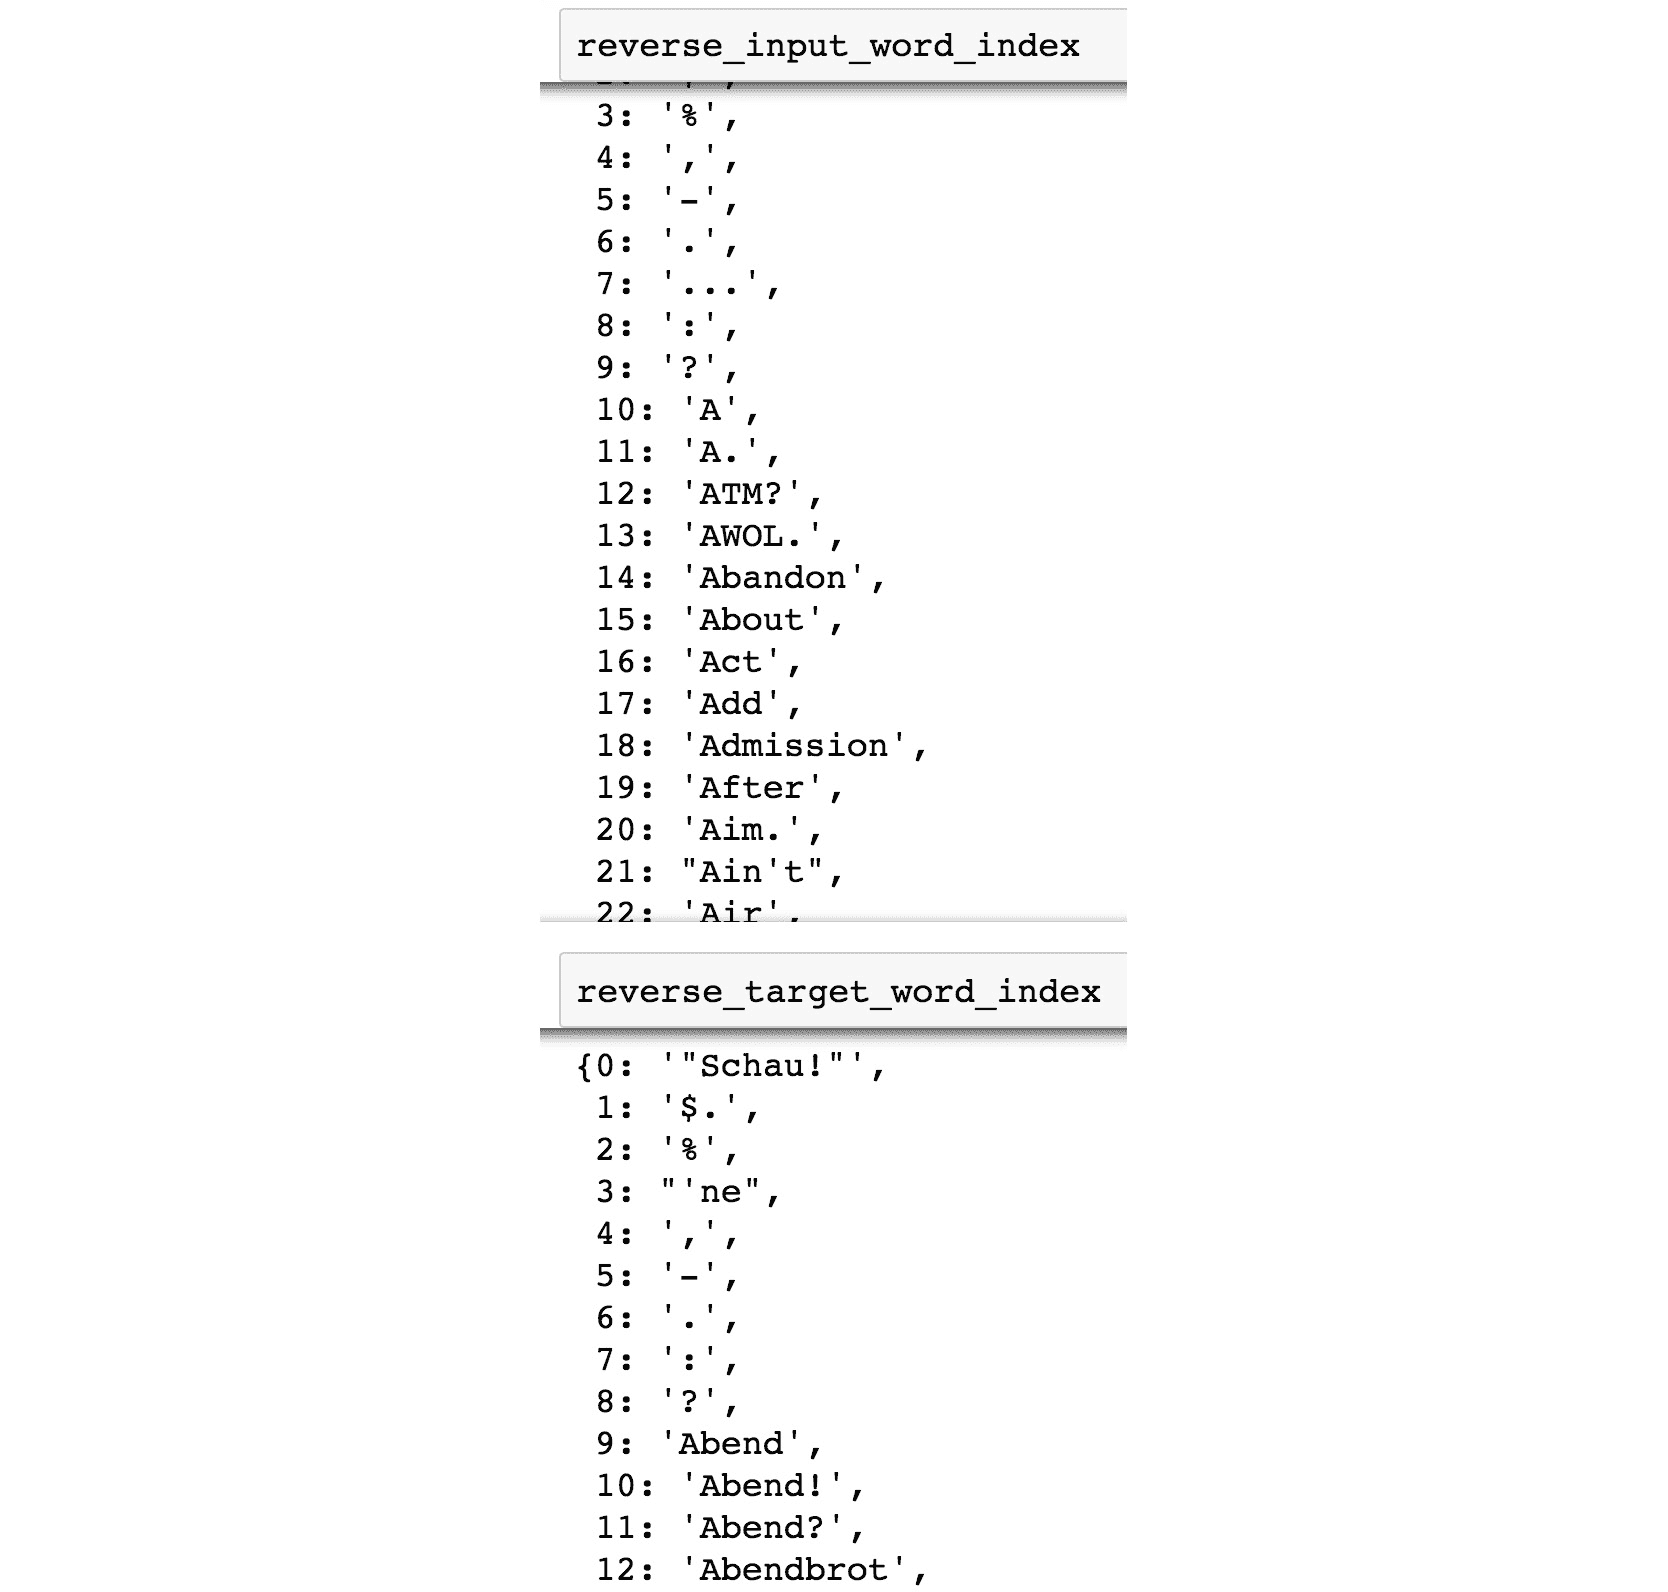 reverse_input_word_index
3: '%',
4: ',',
5: '-',
6: '.',
7: '...',
8: ':',
9: '?',
10: 'A',
11: 'A.',
12: 'ATM?',
13: 'AWOL.',
14: 'Abandon',
15: 'About',
16: 'Act',
17: 'Add',
18: 'Admission',
19: 'After',
20: 'Aim.',
21: "Ain't",
22: 'Air',
reverse_target_word_index
{0: '"Schau!"',
1: '$.',
2: '%',
3: "'ne",
4: ',',
5: '-',
6: '.',
7: ':',
8: '?',
9: 'Abend',
10: 'Abend!',
11: 'Abend?',
12: 'Abendbrot',